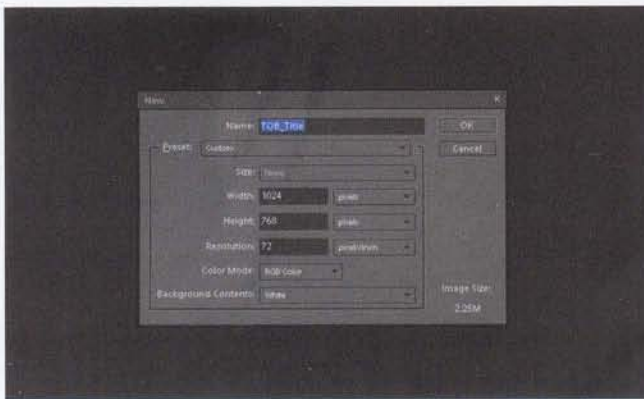 New
Name: TOB_Title
OK
Preset: Custom
Cancel
Size:
Width: 1024 pixels
Height: 768 pixels
Resolution: 72 pixels/inch
Color Mode: RGB Color
Background Contents: White
Image Size:
2.25M